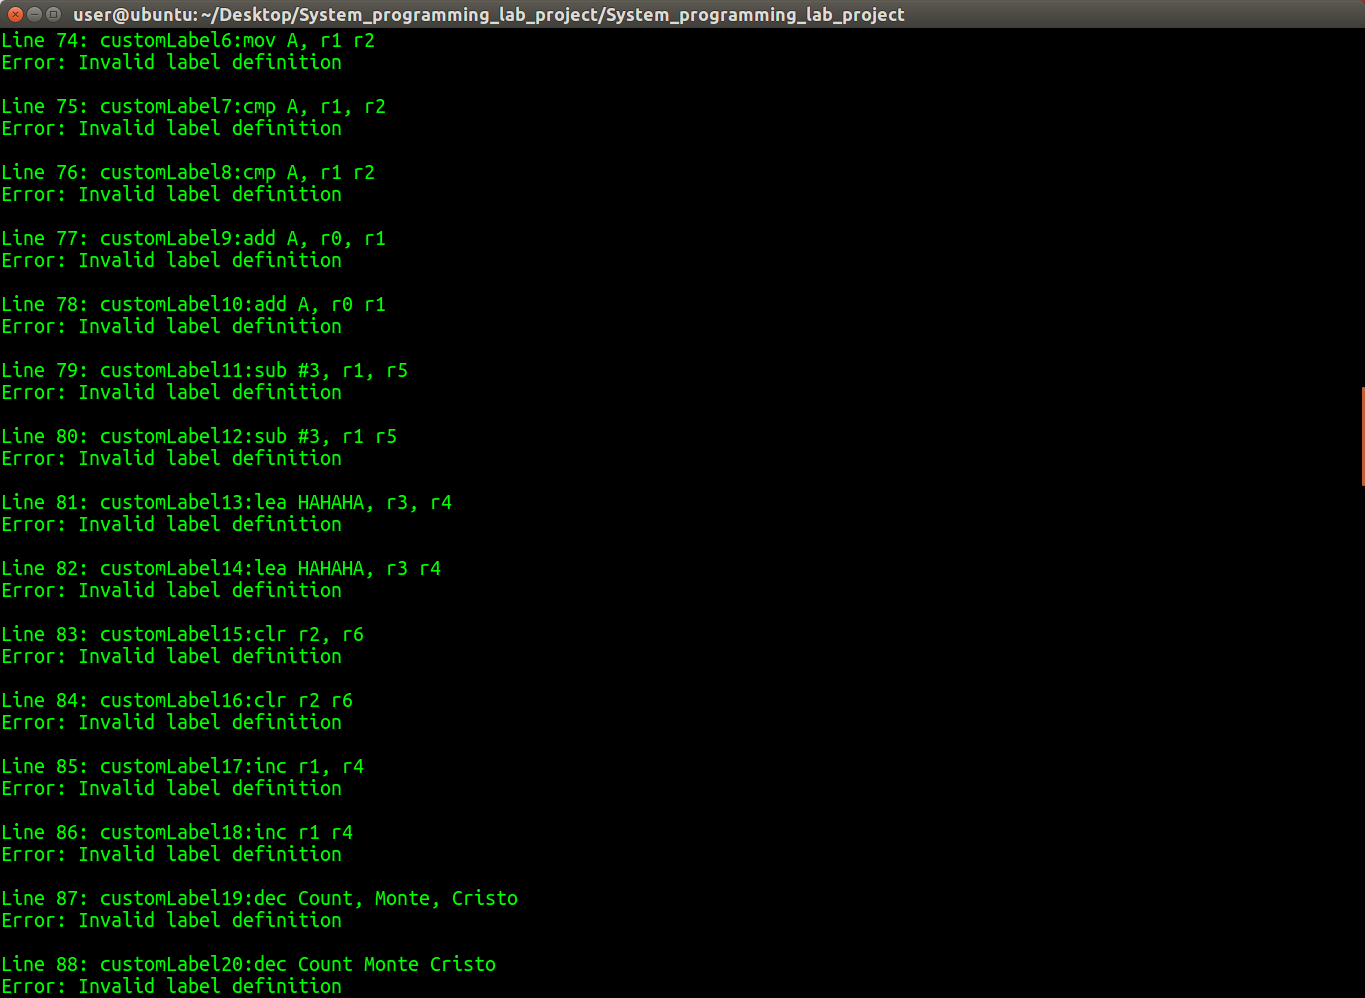 user@ubuntu: ~/Desktop/System_programming_lab_project/System_programming_lab_project
Line 74: customLabel6:mov A, r1 r2
Error: Invalid label definition
Line 75: customLabel7:cmp A, r1, r2
Error: Invalid label definition
Line 76: customLabel8:cmp A, r1 r2
Error: Invalid label definition
Line 77: customLabel9:add A, r0, r1
Error: Invalid label definition
Line 78: customLabel10:add A, r0 r1
Error: Invalid label definition
Line 79: customLabel11:sub #3, r1, r5
Error: Invalid label definition
Line 80: customLabel12:sub #3, r1 r5
Error: Invalid label definition
Line 81: customLabel13:lea HAHAHA, r3, r4
Error: Invalid label definition
Line 82: customLabel14:lea HAHAHA, r3 r4
Error: Invalid label definition
Line 83: customLabel15:clr r2, r6
Error: Invalid label definition
Line 84: customLabel16:clr r2 r6
Error: Invalid label definition
Line 85: customLabel17:inc r1, r4
Error: Invalid label definition
Line 86: customLabel18:inc r1 r4
Error: Invalid label definition
Line 87: customLabel19:dec Count, Monte, Cristo
Error: Invalid label definition
Line 88: customLabel20:dec Count Monte Cristo
Error: Invalid label definition